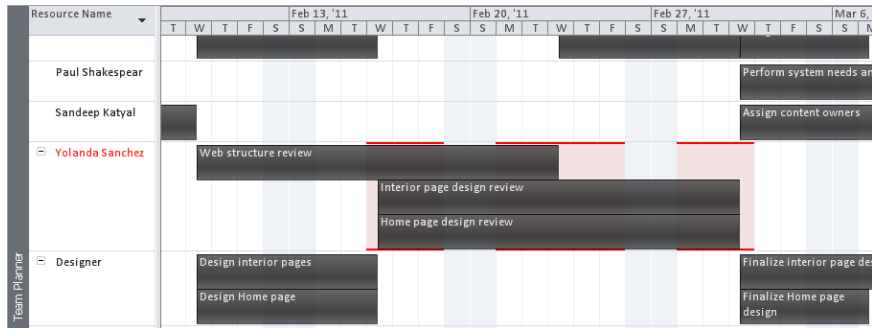 Resource Name
Feb 13, '11 Feb 20, '11 Feb 27, '11 Mar 6,
T W T F S S M T W T F S S M T W T F S S M T W T F S S M
Paul Shakespear Perform system needs an
Sandeep Katyal Assign content owners
Yolanda Sanchez Web structure review
Interior page design review
Home page design review
Designer Design interior pages Finalize interior page des
Design Home page Finalize Home page
design
Team Planner